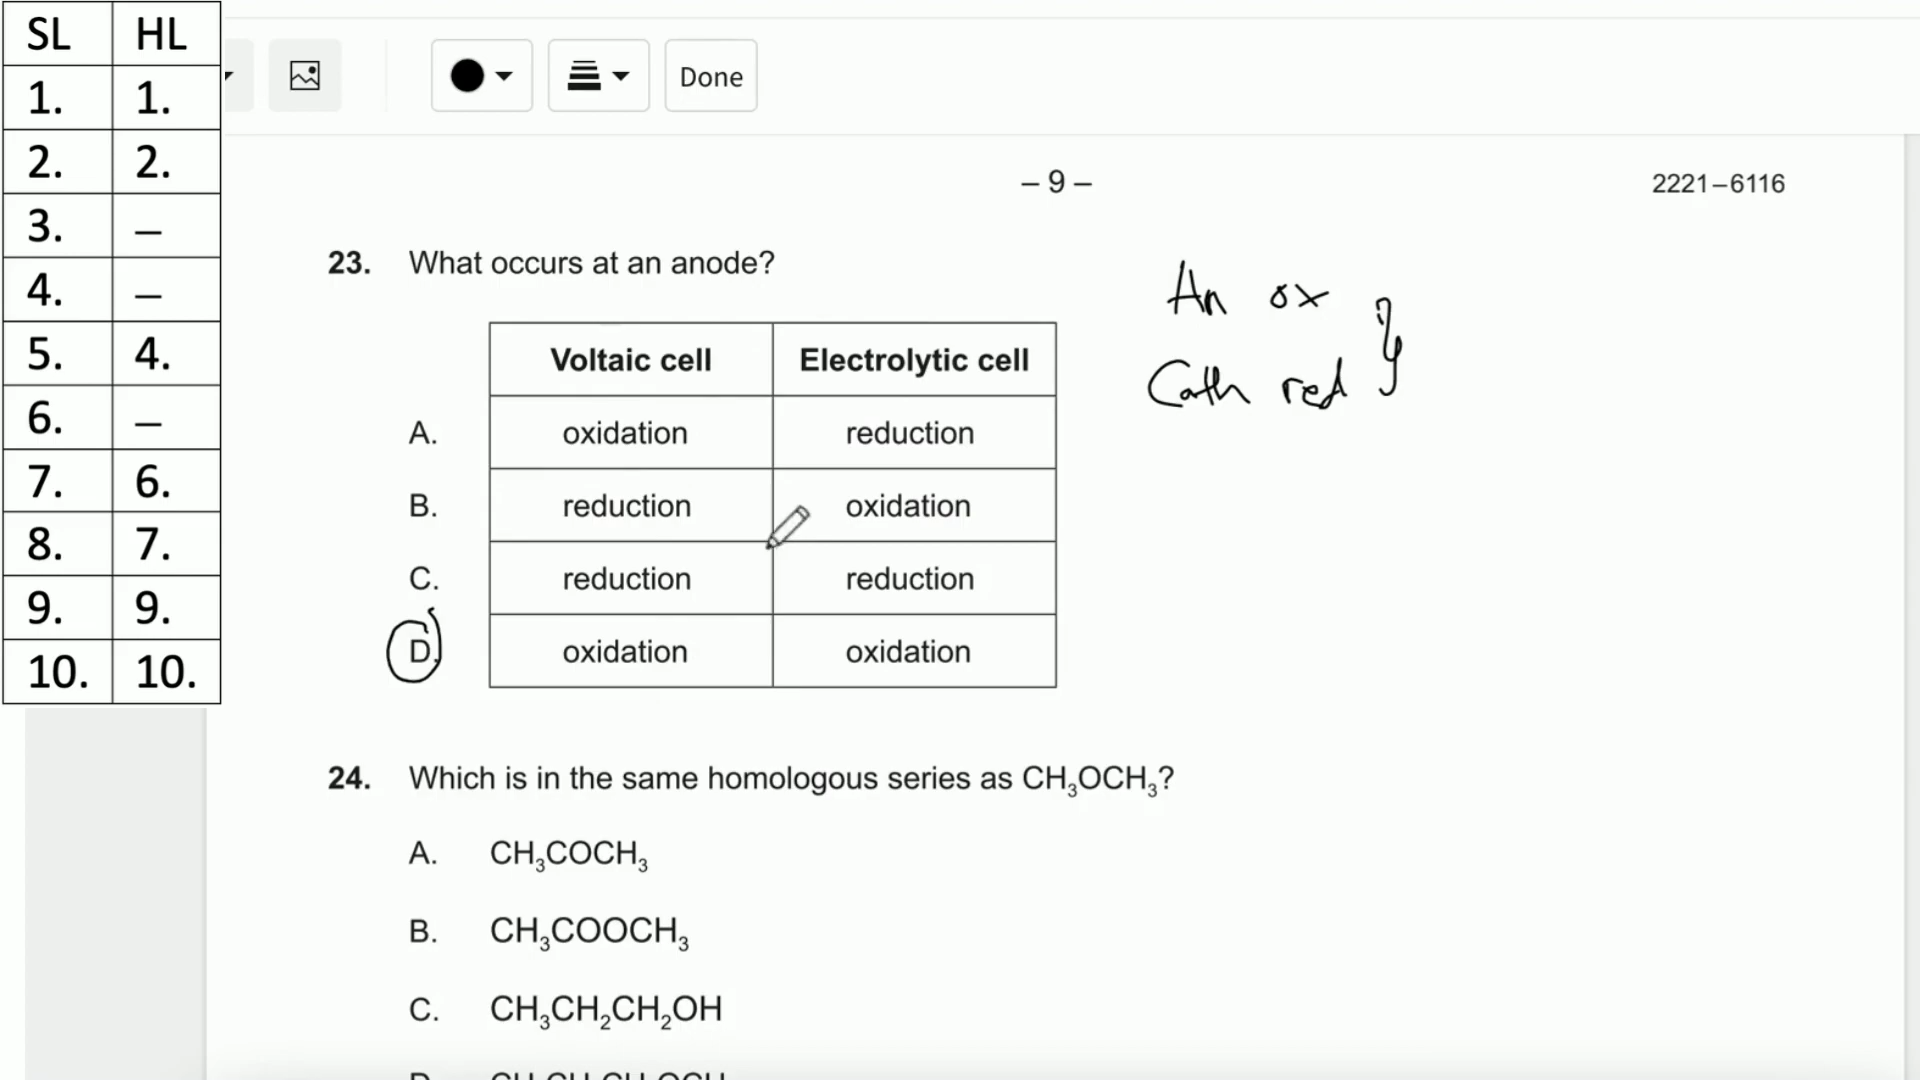 SL HL
1. 1.
2. 2.
3. –
4. –
5. 4.
6. –
7. 6.
8. 7.
9. 9.
10. 10.
Done
– 9 –
2221–6116
23. What occurs at an anode?
An ox
Cath red
Voltaic cell Electrolytic cell
A. oxidation reduction
B. reduction oxidation
C. reduction reduction
D. oxidation oxidation
24. Which is in the same homologous series as CH₃OCH₃?
A. CH₃COCH₃
B. CH₃COOCH₃
C. CH₃CH₂CH₂OH